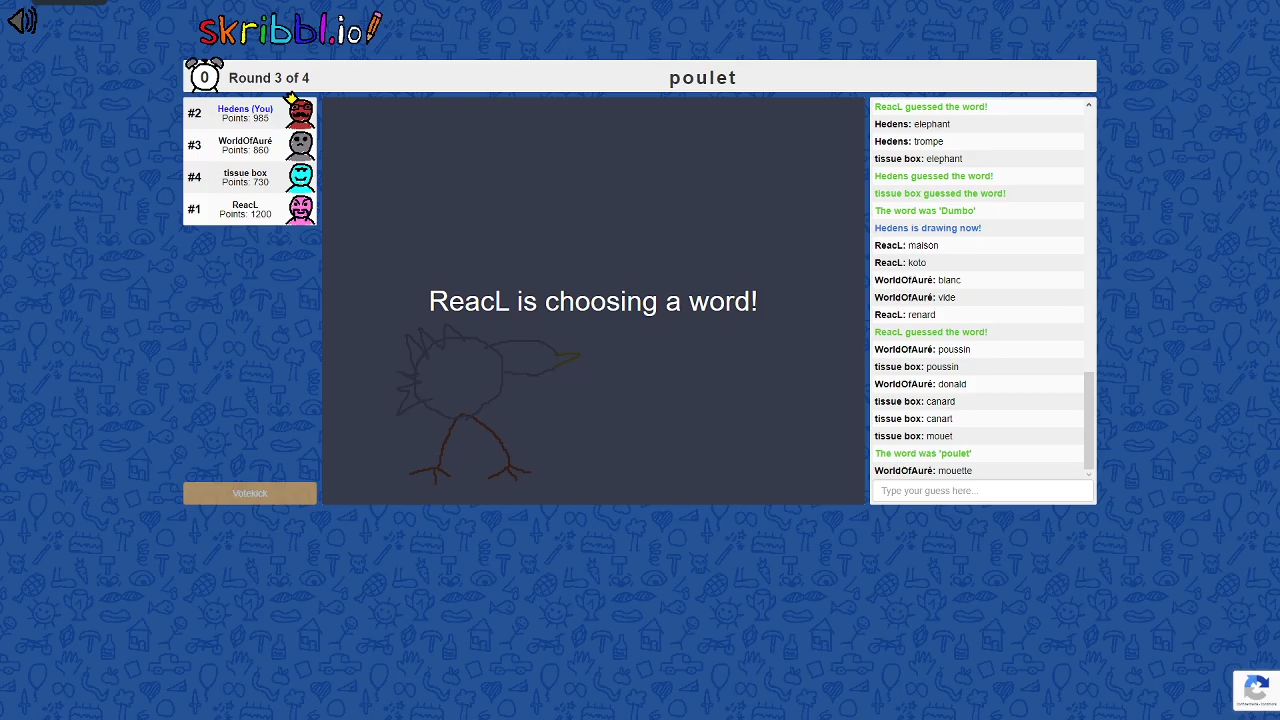 skribbl.io
0
Round 3 of 4
poulet
#2
Hedens (You)
Points: 985
#3
WorldOfAuré
Points: 860
#4
tissue box
Points: 730
#1
ReacL
Points: 1200
Votekick
ReacL is choosing a word!
ReacL guessed the word!
Hedens: elephant
Hedens: trompe
tissue box: elephant
Hedens guessed the word!
tissue box guessed the word!
The word was 'Dumbo'
Hedens is drawing now!
ReacL: maison
ReacL: koto
WorldOfAuré: blanc
WorldOfAuré: vide
ReacL: renard
ReacL guessed the word!
WorldOfAuré: poussin
tissue box: poussin
WorldOfAuré: donald
tissue box: canard
tissue box: canart
tissue box: mouet
The word was 'poulet'
WorldOfAuré: mouette
Type your guess here...